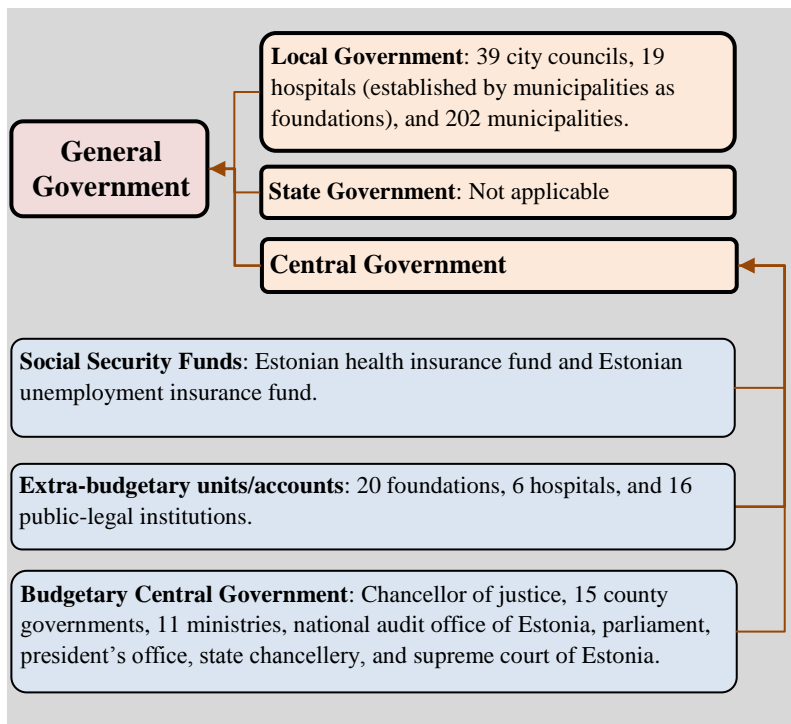 Local Government: 39 city councils, 19
hospitals (established by municipalities as
foundations), and 202 municipalities.
General
Government
State Government: Not applicable
Central Government
Social Security Funds: Estonian health insurance fund and Estonian
unemployment insurance fund.
Extra-budgetary units/accounts: 20 foundations, 6 hospitals, and 16
public-legal institutions.
Budgetary Central Government: Chancellor of justice, 15 county
governments, 11 ministries, national audit office of Estonia, parliament,
president’s office, state chancellery, and supreme court of Estonia.